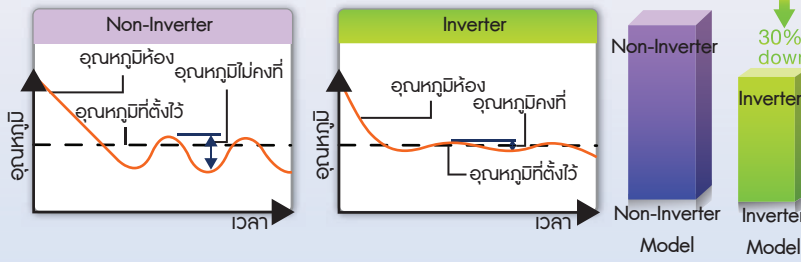 Non-Inverter
อุณหภูมิห้อง
อุณหภูมิไม่คงที่
อุณหภูมิที่ตั้งไว้
อุณหภูมิ
เวลา
Inverter
อุณหภูมิห้อง
อุณหภูมิคงที่
อุณหภูมิที่ตั้งไว้
อุณหภูมิ
เวลา
Non-Inverter
Non-Inverter
Model
30%
down
Inverter
Inverter
Model